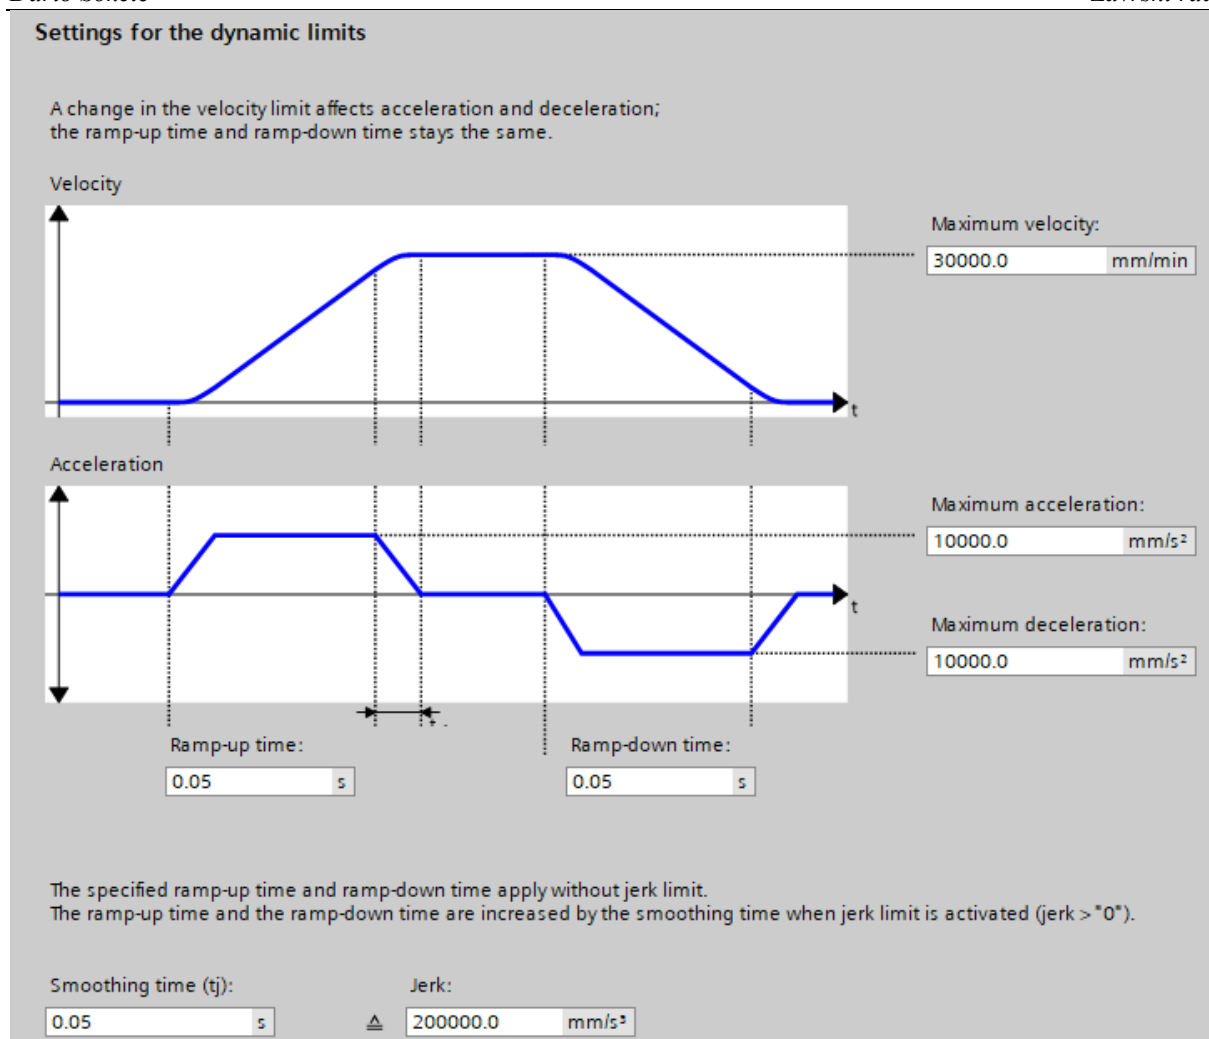 Settings for the dynamic limits
A change in the velocity limit affects acceleration and deceleration;
the ramp-up time and ramp-down time stays the same.
Velocity
Maximum velocity:
30000.0 mm/min
t
Acceleration
Maximum acceleration:
10000.0 mm/s²
t
Maximum deceleration:
10000.0 mm/s²
Ramp-up time:
0.05 s
Ramp-down time:
0.05 s
The specified ramp-up time and ramp-down time apply without jerk limit.
The ramp-up time and the ramp-down time are increased by the smoothing time when jerk limit is activated (jerk > "0").
Smoothing time (tj):
0.05 s
≙
Jerk:
200000.0 mm/s³